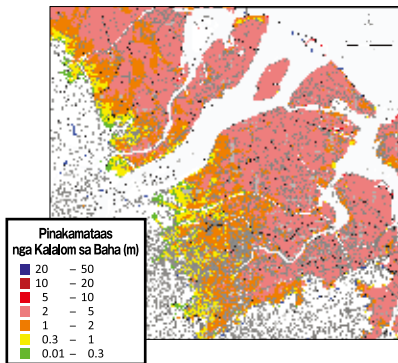 Pinakamataas
nga Kalalom sa Baha (m)
20 – 50
10 – 20
5 – 10
2 – 5
1 – 2
0.3 – 1
0.01 – 0.3